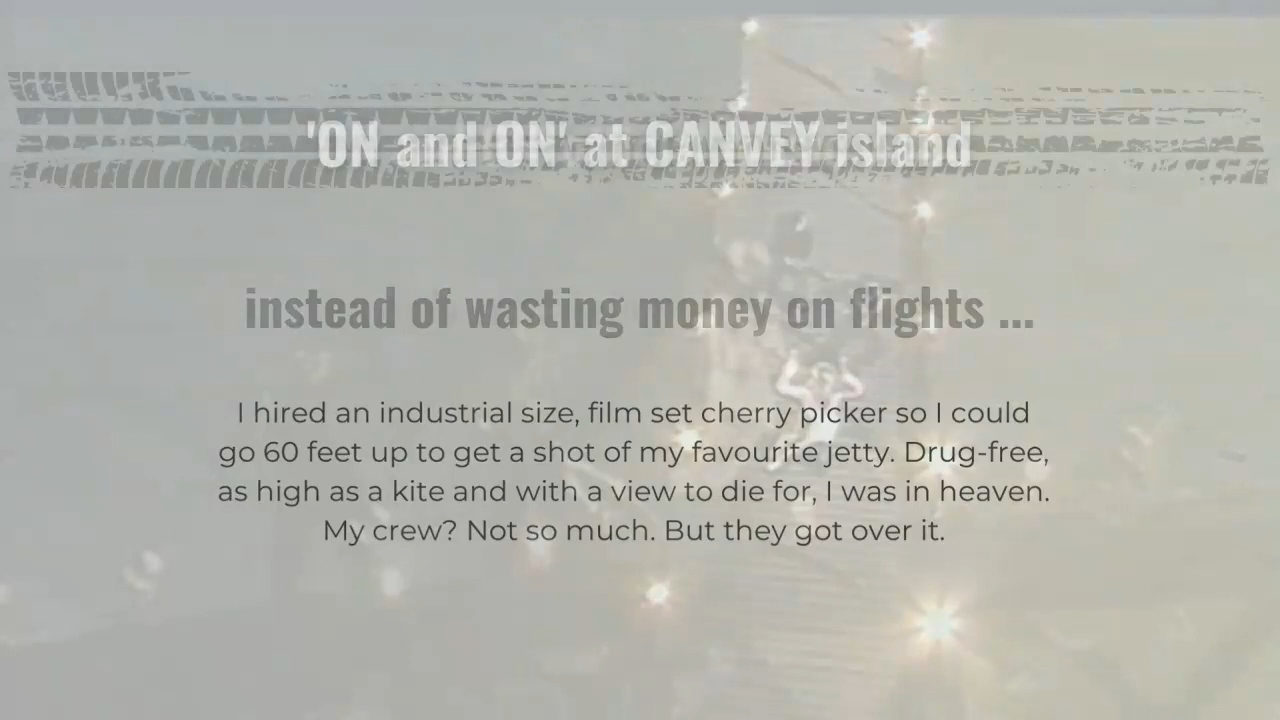 'ON and ON' at CANVEY island
instead of wasting money on flights ...
I hired an industrial size, film set cherry picker so I could
go 60 feet up to get a shot of my favourite jetty. Drug-free,
as high as a kite and with a view to die for, I was in heaven.
My crew? Not so much. But they got over it.